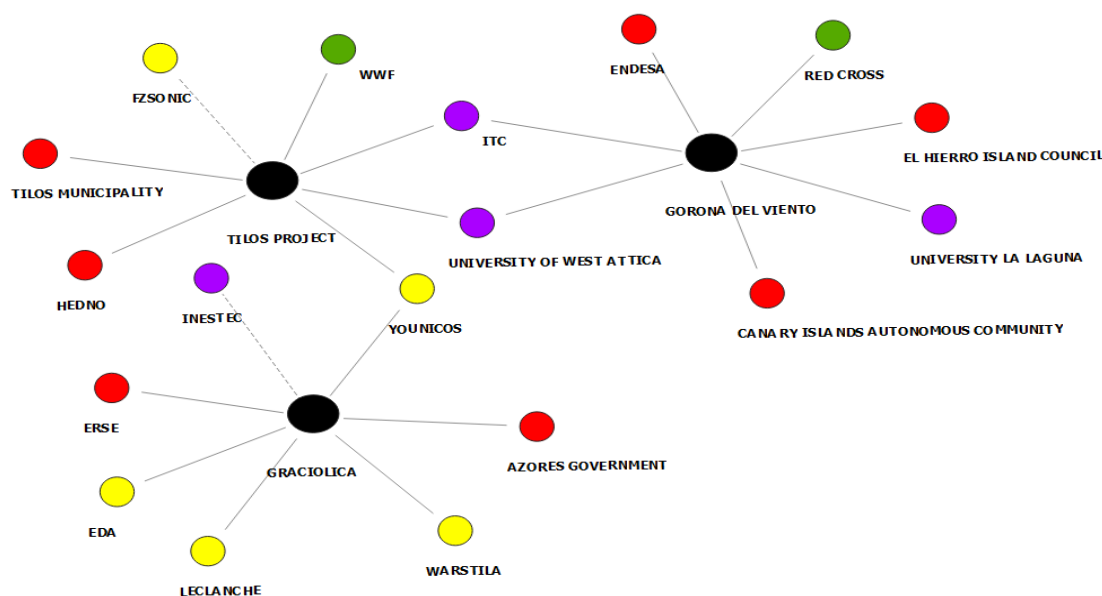 ENDESA
RED CROSS
WWF
FZSONIC
ITC
EL HIERRO ISLAND COUNCIL
TILOS MUNICIPALITY
GORONA DEL VIENTO
TILOS PROJECT
UNIVERSITY OF WEST ATTICA
UNIVERSITY LA LAGUNA
HEDNO
INESTEC
YOUNICOS
CANARY ISLANDS AUTONOMOUS COMMUNITY
ERSE
GRACIOLICA
AZORES GOVERNMENT
EDA
WARSTILA
LECLANCHE